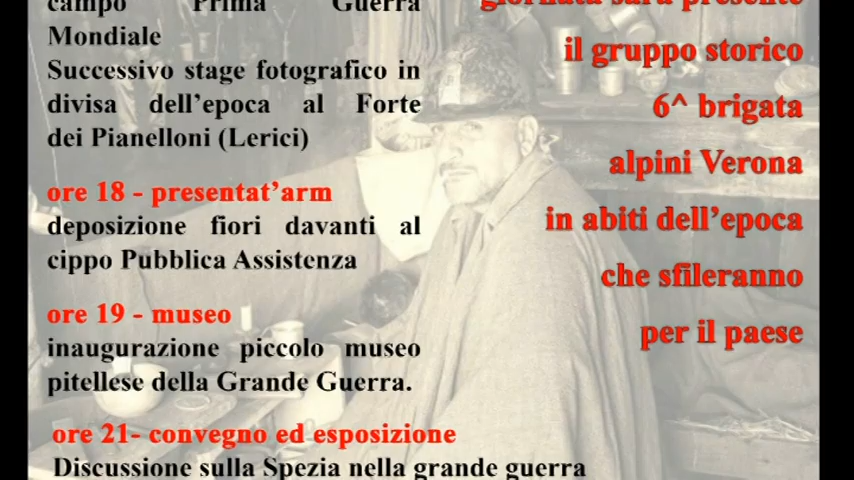 campo Prima Guerra
Mondiale
Successivo stage fotografico in
divisa dell'epoca al Forte
dei Pianelloni (Lerici)
ore 18 - presentat'arm
deposizione fiori davanti al
cippo Pubblica Assistenza
ore 19 - museo
inaugurazione piccolo museo
pitellese della Grande Guerra.
ore 21- convegno ed esposizione
Discussione sulla Spezia nella grande guerra
giornata sarà presente
il gruppo storico
6^ brigata
alpini Verona
in abiti dell'epoca
che sfileranno
per il paese